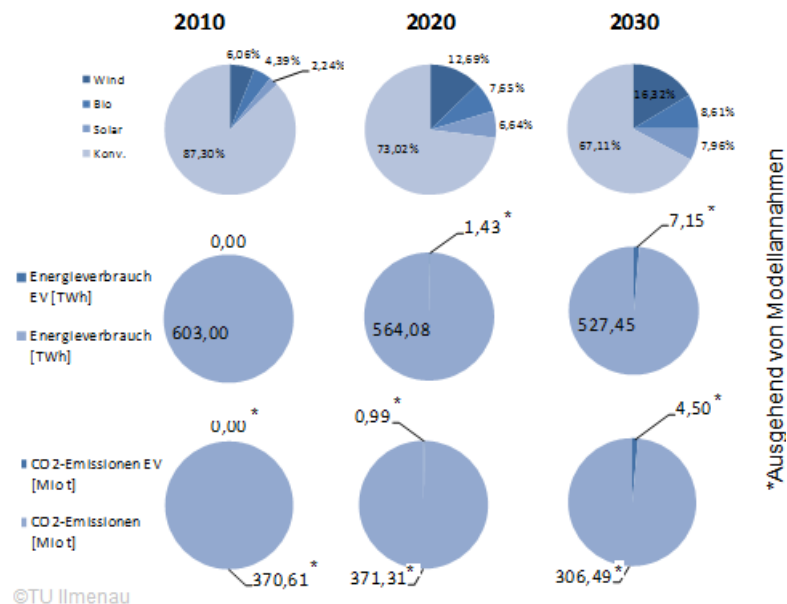 2010
2020
2030
Wind
Bio
Solar
Konv.
6,06%
4,39%
2,24%
87,30%
12,69%
7,65%
6,64%
73,02%
16,32%
8,61%
7,96%
67,11%
Energieverbrauch
EV [TWh]
Energieverbrauch
[TWh]
0,00
603,00
1,43 *
564,08
7,15 *
527,45
CO2-Emissionen EV
[Mio t]
CO2-Emissionen
[Mio t]
0,00 *
370,61 *
0,99 *
371,31 *
4,50 *
306,49 *
*Ausgehend von Modellannahmen
©TU Ilmenau